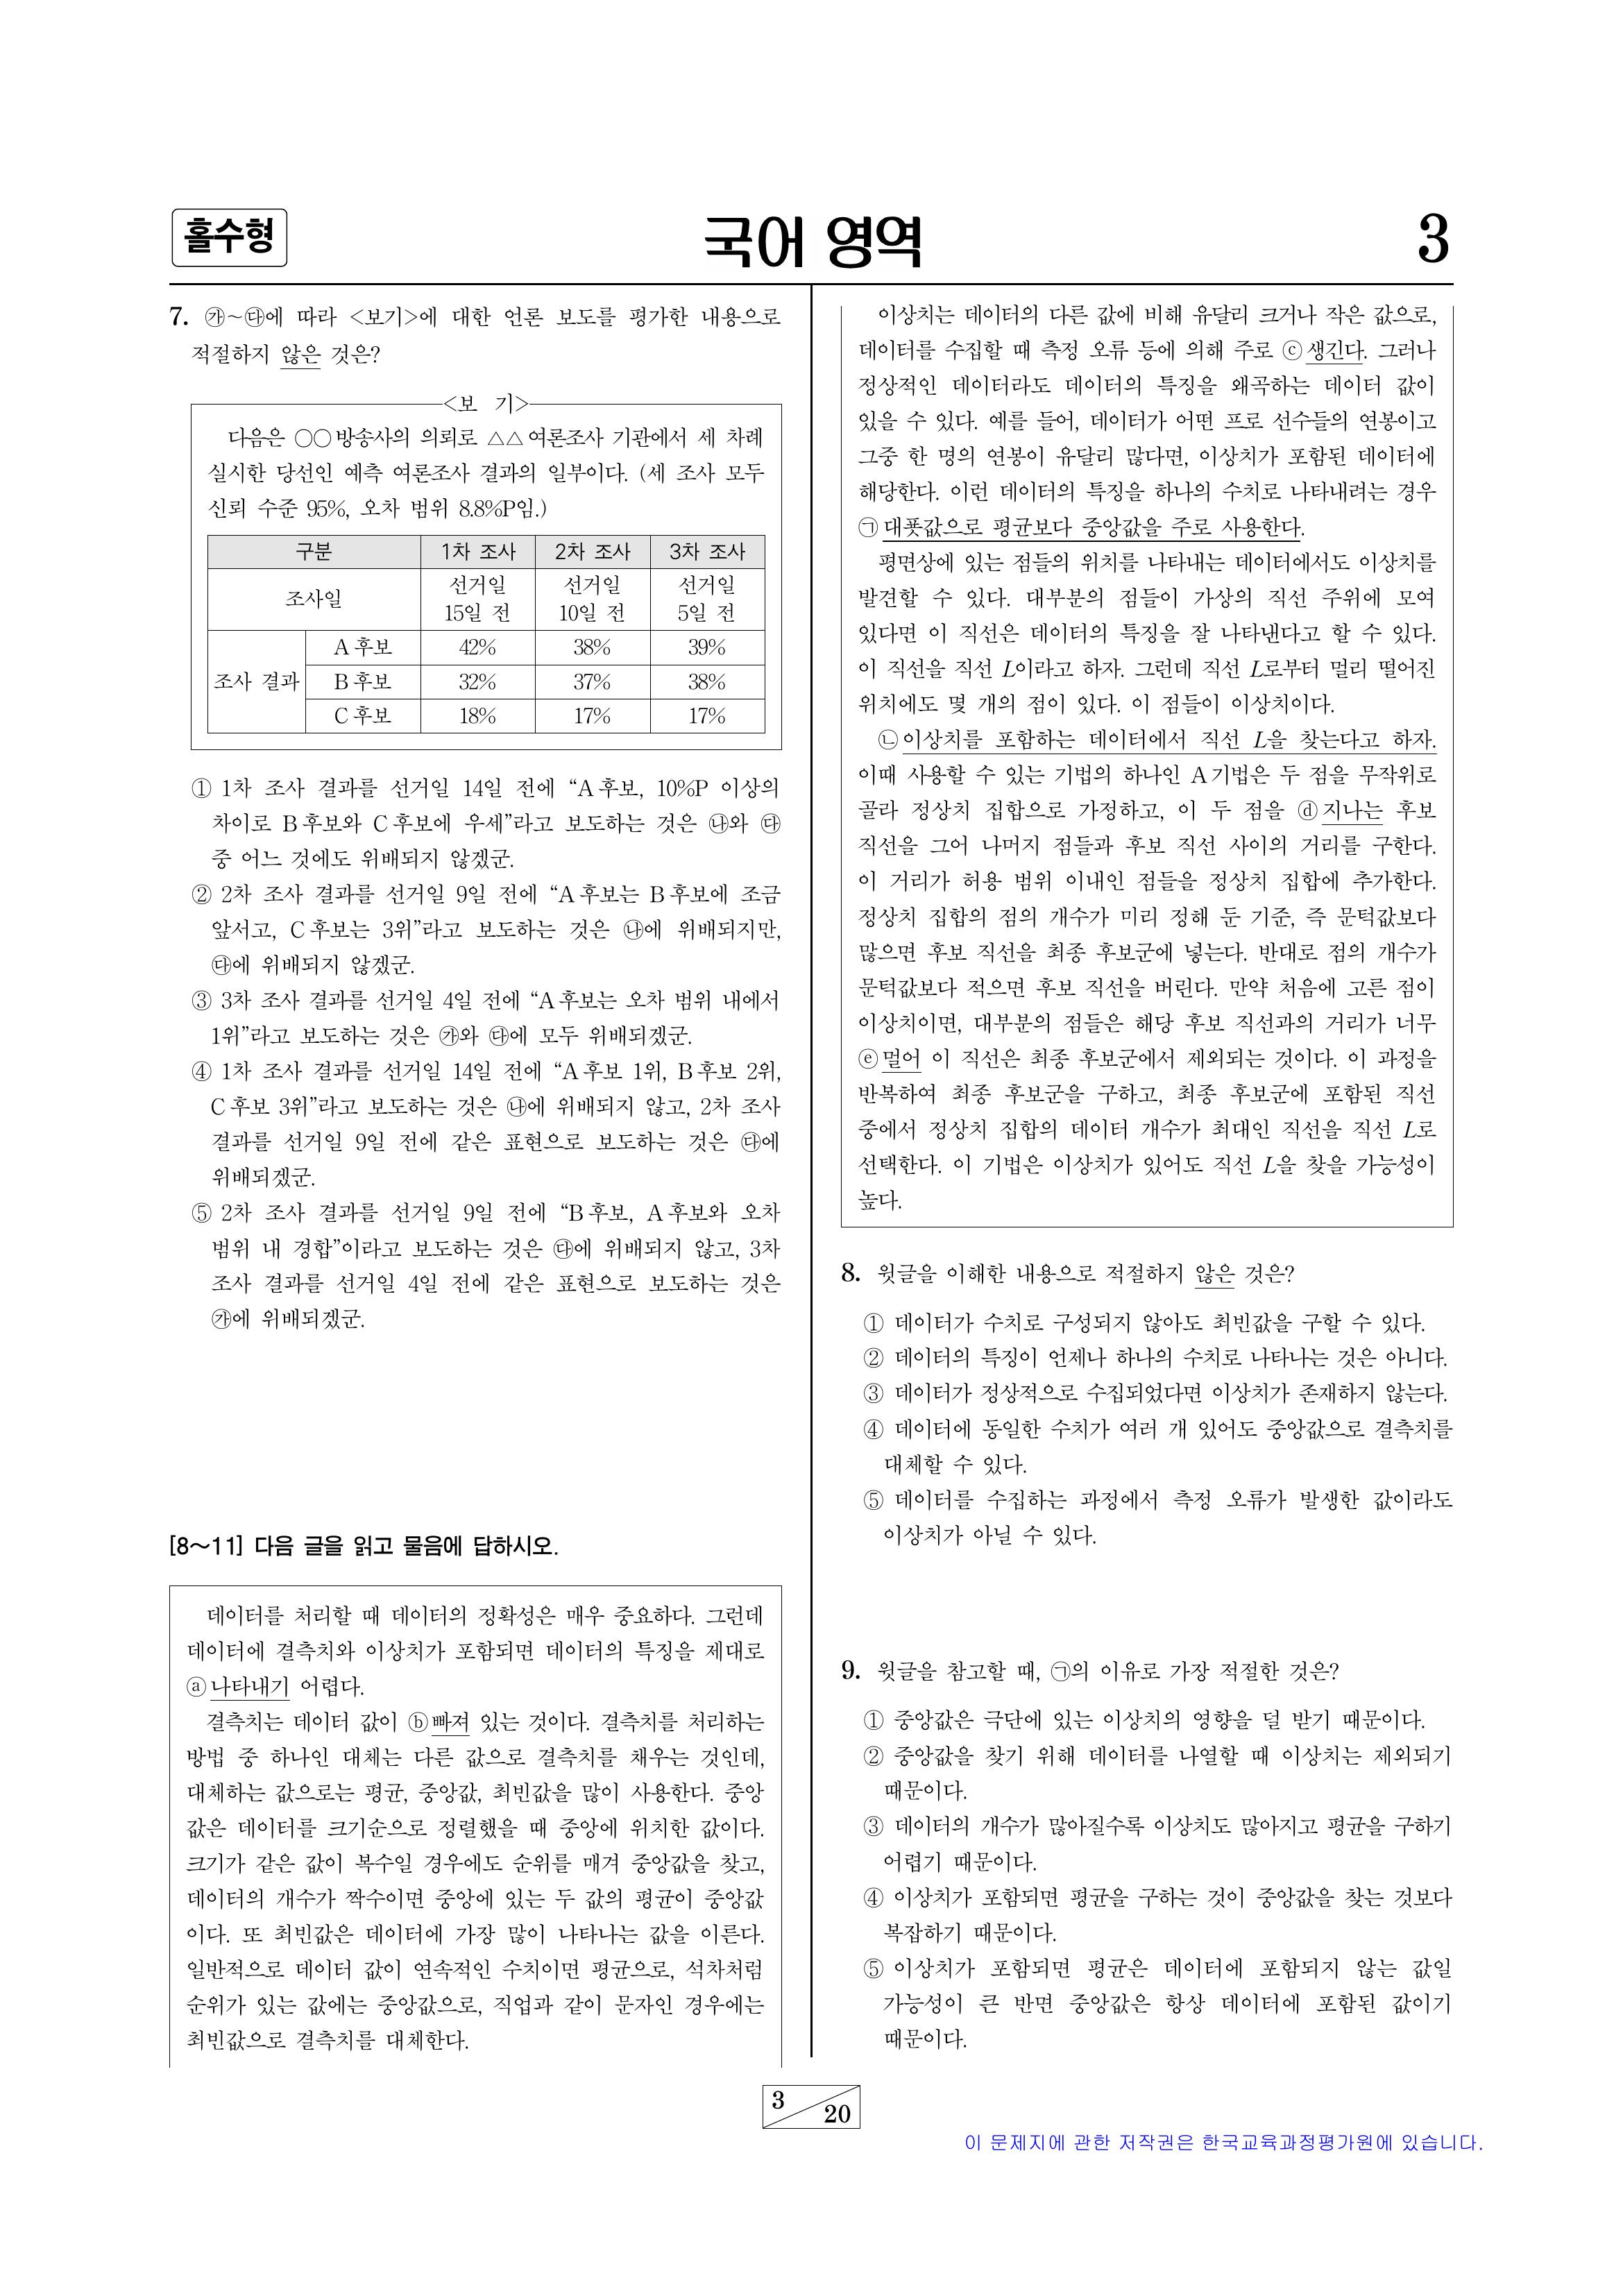 홀수형
국어 영역
3
7. ㉮~㉰에 따라 <보기>에 대한 언론 보도를 평가한 내용으로
적절하지 않은 것은?
<보 기>
다음은 ○○방송사의 의뢰로 △△여론조사 기관에서 세 차례
실시한 당선인 예측 여론조사 결과의 일부이다. (세 조사 모두
신뢰 수준 95%, 오차 범위 8.8%P임.)
구분 1차 조사 2차 조사 3차 조사
조사일 선거일 15일 전 선거일 10일 전 선거일 5일 전
조사 결과 A후보 42% 38% 39%
B후보 32% 37% 38%
C후보 18% 17% 17%
① 1차 조사 결과를 선거일 14일 전에 “A후보, 10%P 이상의
차이로 B후보와 C후보에 우세”라고 보도하는 것은 ㉯와 ㉰
중 어느 것에도 위배되지 않겠군.
② 2차 조사 결과를 선거일 9일 전에 “A후보는 B후보에 조금
앞서고, C후보는 3위”라고 보도하는 것은 ㉯에 위배되지만,
㉰에 위배되지 않겠군.
③ 3차 조사 결과를 선거일 4일 전에 “A후보는 오차 범위 내에서
1위”라고 보도하는 것은 ㉮와 ㉰에 모두 위배되겠군.
④ 1차 조사 결과를 선거일 14일 전에 “A후보 1위, B후보 2위,
C후보 3위”라고 보도하는 것은 ㉯에 위배되지 않고, 2차 조사
결과를 선거일 9일 전에 같은 표현으로 보도하는 것은 ㉰에
위배되겠군.
⑤ 2차 조사 결과를 선거일 9일 전에 “B후보, A후보와 오차
범위 내 경합”이라고 보도하는 것은 ㉰에 위배되지 않고, 3차
조사 결과를 선거일 4일 전에 같은 표현으로 보도하는 것은
㉮에 위배되겠군.
[8~11] 다음 글을 읽고 물음에 답하시오.
데이터를 처리할 때 데이터의 정확성은 매우 중요하다. 그런데
데이터에 결측치와 이상치가 포함되면 데이터의 특징을 제대로
ⓐ나타내기 어렵다.
결측치는 데이터 값이 ⓑ빠져 있는 것이다. 결측치를 처리하는
방법 중 하나인 대체는 다른 값으로 결측치를 채우는 것인데,
대체하는 값으로는 평균, 중앙값, 최빈값을 많이 사용한다. 중앙
값은 데이터를 크기순으로 정렬했을 때 중앙에 위치한 값이다.
크기가 같은 값이 복수일 경우에도 순위를 매겨 중앙값을 찾고,
데이터의 개수가 짝수이면 중앙에 있는 두 값의 평균이 중앙값
이다. 또 최빈값은 데이터에 가장 많이 나타나는 값을 이른다.
일반적으로 데이터 값이 연속적인 수치이면 평균으로, 석차처럼
순위가 있는 값에는 중앙값으로, 직업과 같이 문자인 경우에는
최빈값으로 결측치를 대체한다.
이상치는 데이터의 다른 값에 비해 유달리 크거나 작은 값으로,
데이터를 수집할 때 측정 오류 등에 의해 주로 ⓒ생긴다. 그러나
정상적인 데이터라도 데이터의 특징을 왜곡하는 데이터 값이
있을 수 있다. 예를 들어, 데이터가 어떤 프로 선수들의 연봉이고
그중 한 명의 연봉이 유달리 많다면, 이상치가 포함된 데이터에
해당한다. 이런 데이터의 특징을 하나의 수치로 나타내려는 경우
㉠대푯값으로 평균보다 중앙값을 주로 사용한다.
평면상에 있는 점들의 위치를 나타내는 데이터에서도 이상치를
발견할 수 있다. 대부분의 점들이 가상의 직선 주위에 모여
있다면 이 직선은 데이터의 특징을 잘 나타낸다고 할 수 있다.
이 직선을 직선 L이라고 하자. 그런데 직선 L로부터 멀리 떨어진
위치에도 몇 개의 점이 있다. 이 점들이 이상치이다.
㉡이상치를 포함하는 데이터에서 직선 L을 찾는다고 하자.
이때 사용할 수 있는 기법의 하나인 A기법은 두 점을 무작위로
골라 정상치 집합으로 가정하고, 이 두 점을 ⓓ지나는 후보
직선을 그어 나머지 점들과 후보 직선 사이의 거리를 구한다.
이 거리가 허용 범위 이내인 점들을 정상치 집합에 추가한다.
정상치 집합의 점의 개수가 미리 정해 둔 기준, 즉 문턱값보다
많으면 후보 직선을 최종 후보군에 넣는다. 반대로 점의 개수가
문턱값보다 적으면 후보 직선을 버린다. 만약 처음에 고른 점이
이상치이면, 대부분의 점들은 해당 후보 직선과의 거리가 너무
ⓔ멀어 이 직선은 최종 후보군에서 제외되는 것이다. 이 과정을
반복하여 최종 후보군을 구하고, 최종 후보군에 포함된 직선
중에서 정상치 집합의 데이터 개수가 최대인 직선을 직선 L로
선택한다. 이 기법은 이상치가 있어도 직선 L을 찾을 가능성이
높다.
8. 윗글을 이해한 내용으로 적절하지 않은 것은?
① 데이터가 수치로 구성되지 않아도 최빈값을 구할 수 있다.
② 데이터의 특징이 언제나 하나의 수치로 나타나는 것은 아니다.
③ 데이터가 정상적으로 수집되었다면 이상치가 존재하지 않는다.
④ 데이터에 동일한 수치가 여러 개 있어도 중앙값으로 결측치를
대체할 수 있다.
⑤ 데이터를 수집하는 과정에서 측정 오류가 발생한 값이라도
이상치가 아닐 수 있다.
9. 윗글을 참고할 때, ㉠의 이유로 가장 적절한 것은?
① 중앙값은 극단에 있는 이상치의 영향을 덜 받기 때문이다.
② 중앙값을 찾기 위해 데이터를 나열할 때 이상치는 제외되기
때문이다.
③ 데이터의 개수가 많아질수록 이상치도 많아지고 평균을 구하기
어렵기 때문이다.
④ 이상치가 포함되면 평균을 구하는 것이 중앙값을 찾는 것보다
복잡하기 때문이다.
⑤ 이상치가 포함되면 평균은 데이터에 포함되지 않는 값일
가능성이 큰 반면 중앙값은 항상 데이터에 포함된 값이기
때문이다.
3
20
이 문제지에 관한 저작권은 한국교육과정평가원에 있습니다.